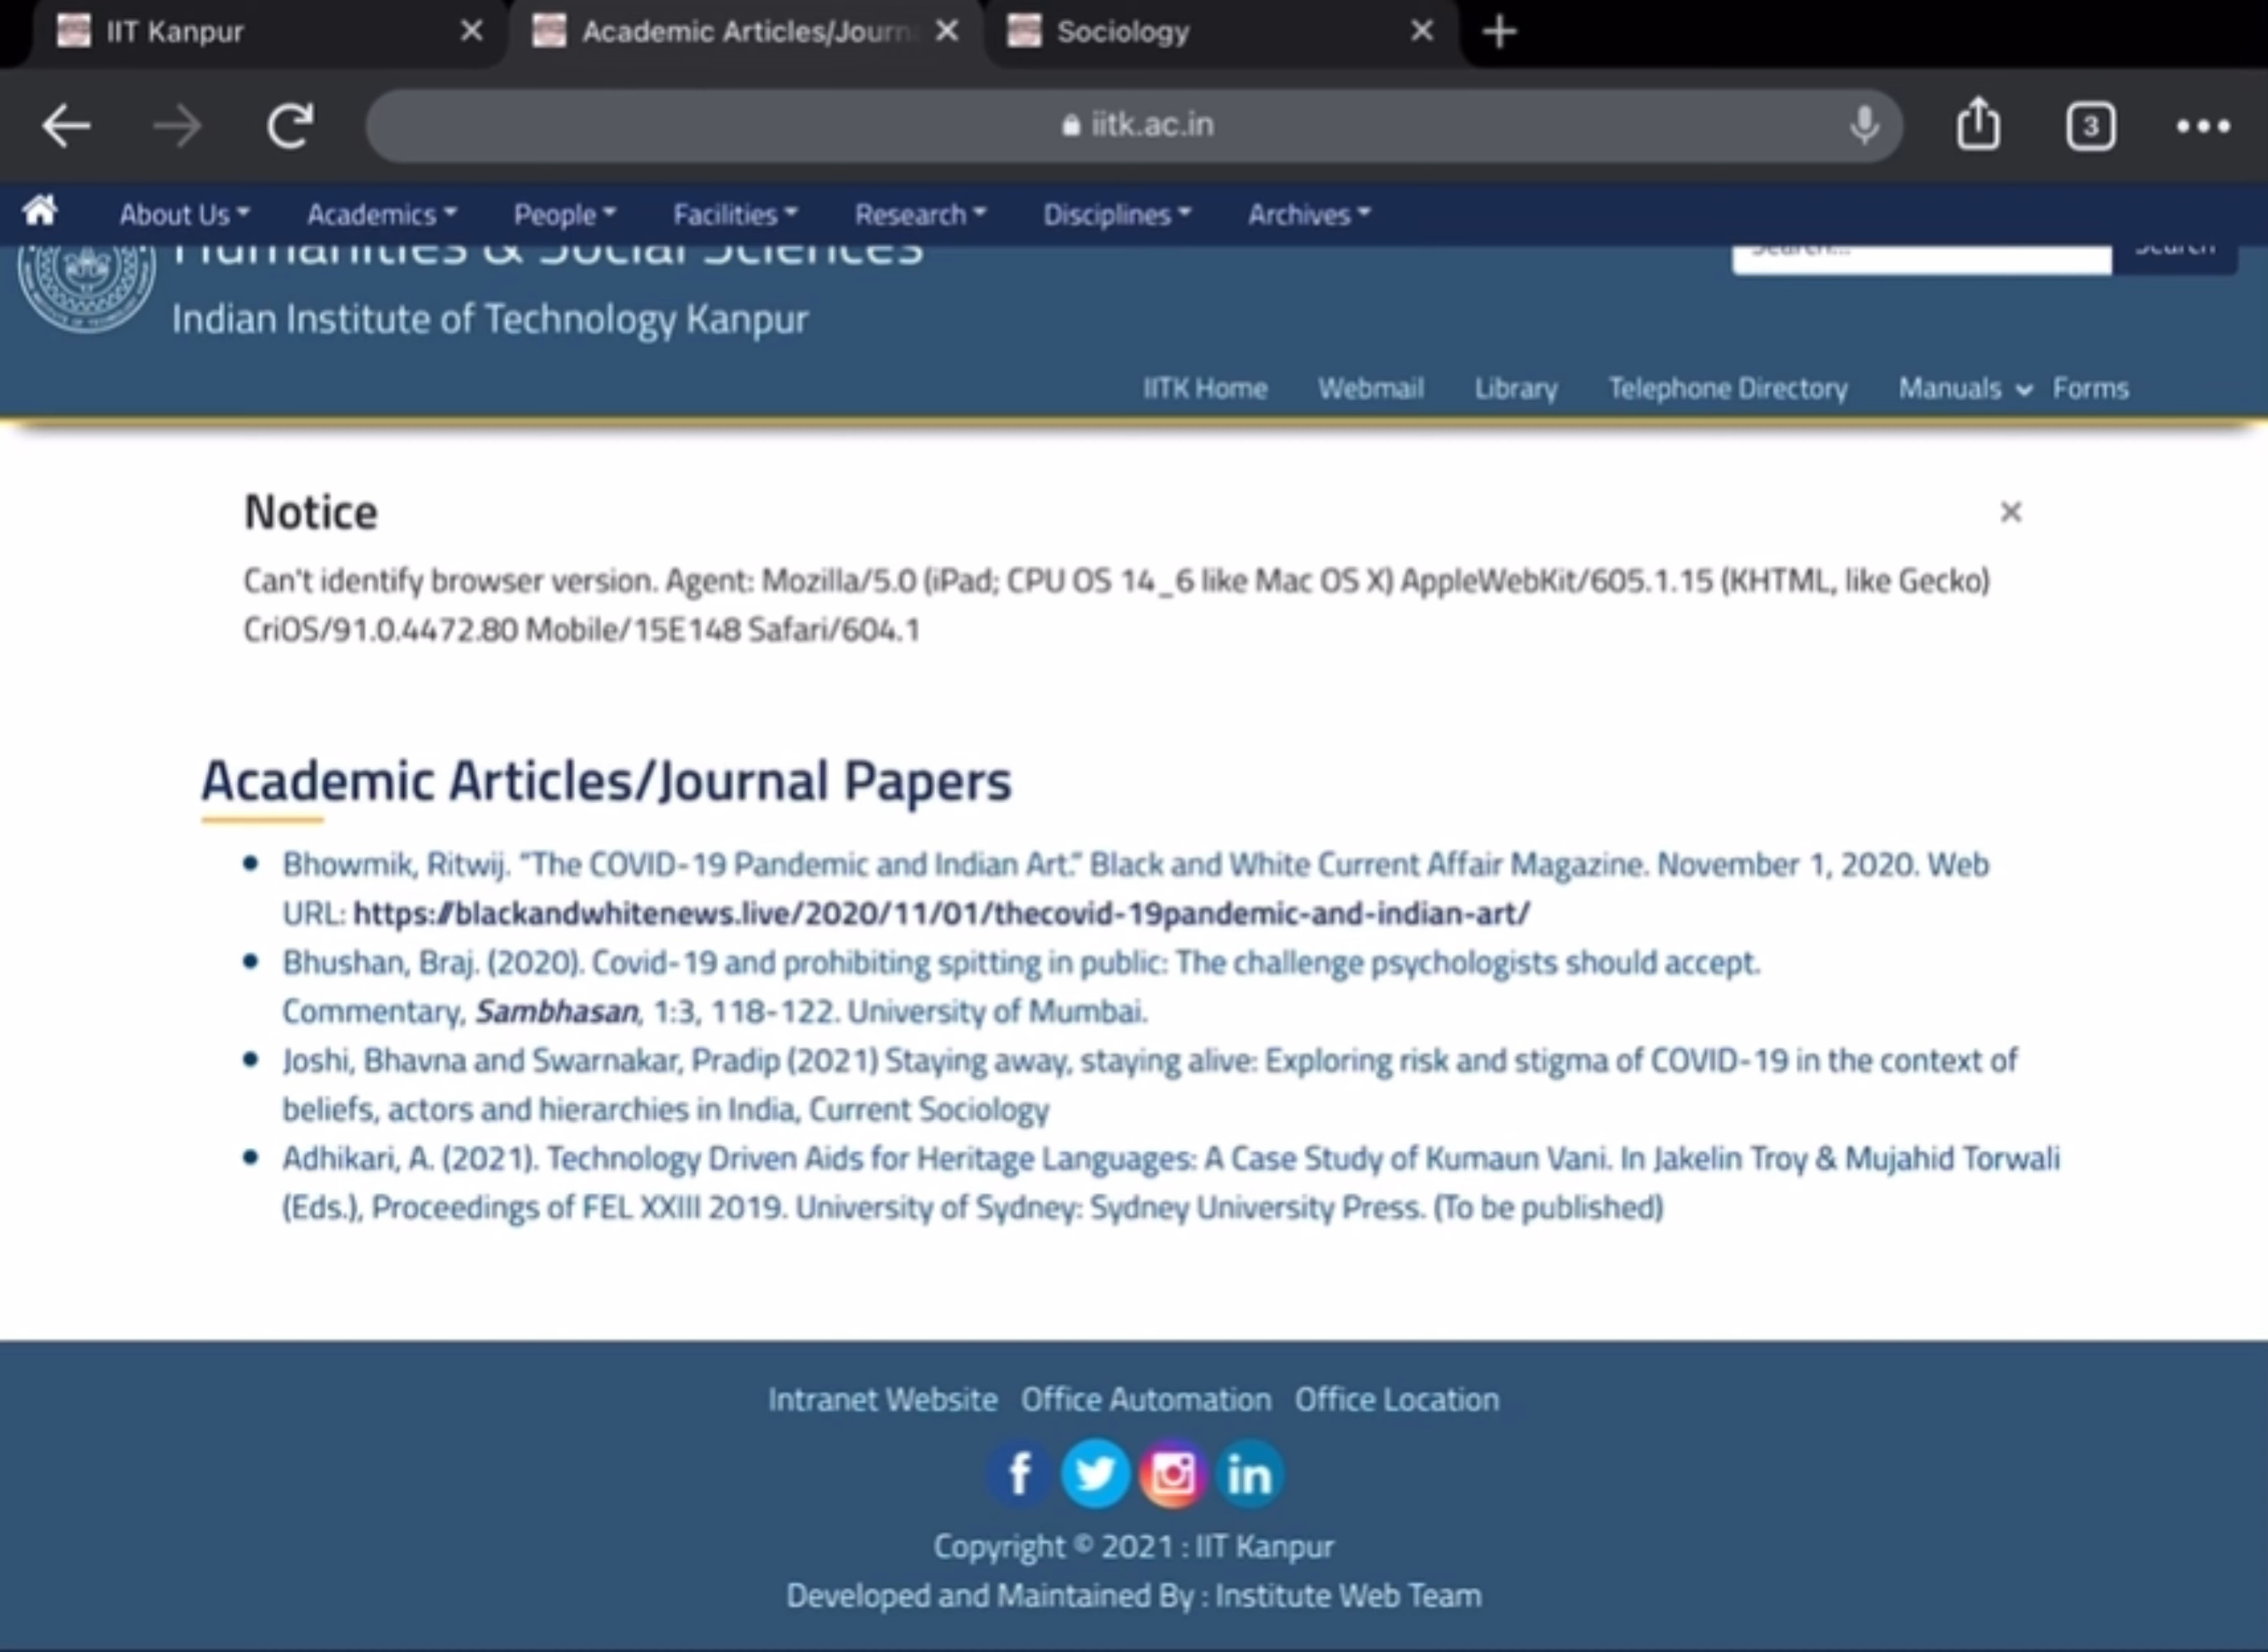 IIT Kanpur
Academic Articles/Journ
Sociology
iitk.ac.in
3
About Us
Academics
People
Facilities
Research
Disciplines
Archives
Humanities & Social Sciences
Search...
Search
Indian Institute of Technology Kanpur
IITK Home Webmail Library Telephone Directory Manuals Forms
Notice
Can't identify browser version. Agent: Mozilla/5.0 (iPad; CPU OS 14_6 like Mac OS X) AppleWebKit/605.1.15 (KHTML, like Gecko)
CriOS/91.0.4472.80 Mobile/15E148 Safari/604.1
Academic Articles/Journal Papers
Bhowmik, Ritwij. "The COVID-19 Pandemic and Indian Art." Black and White Current Affair Magazine. November 1, 2020. Web
URL: https://blackandwhitenews.live/2020/11/01/thecovid-19pandemic-and-indian-art/
Bhushan, Braj. (2020). Covid-19 and prohibiting spitting in public: The challenge psychologists should accept.
Commentary, Sambhasan, 1:3, 118-122. University of Mumbai.
Joshi, Bhavna and Swarnakar, Pradip (2021) Staying away, staying alive: Exploring risk and stigma of COVID-19 in the context of
beliefs, actors and hierarchies in India, Current Sociology
Adhikari, A. (2021). Technology Driven Aids for Heritage Languages: A Case Study of Kumaun Vani. In Jakelin Troy & Mujahid Torwali
(Eds.), Proceedings of FEL XXIII 2019. University of Sydney: Sydney University Press. (To be published)
Intranet Website Office Automation Office Location
Copyright © 2021 : IIT Kanpur
Developed and Maintained By : Institute Web Team